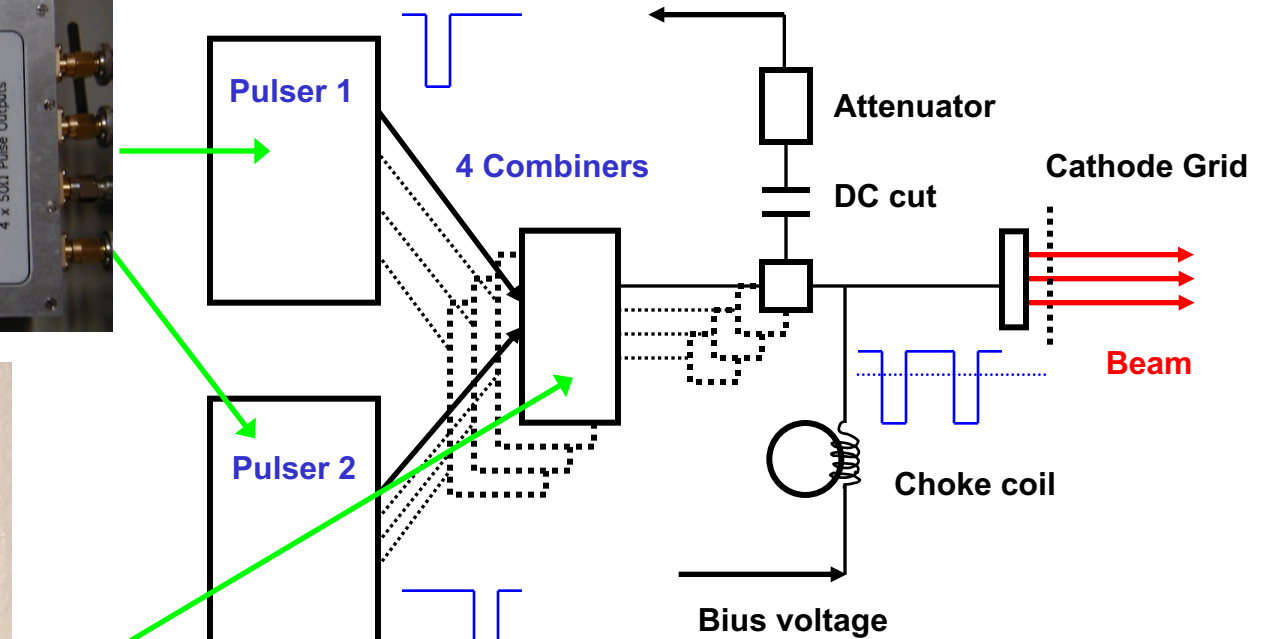 4 x 50Ω Pulse Outputs
Pulser 1
4 Combiners
Attenuator
DC cut
Cathode Grid
Beam
Pulser 2
Choke coil
Bius voltage